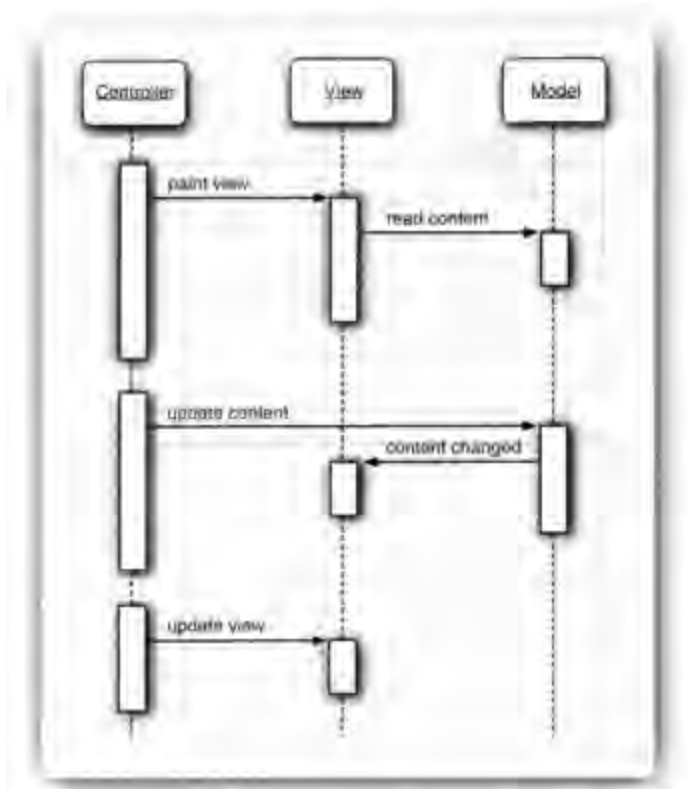 Controller
View
Model
paint view
read content
update content
content changed
update view